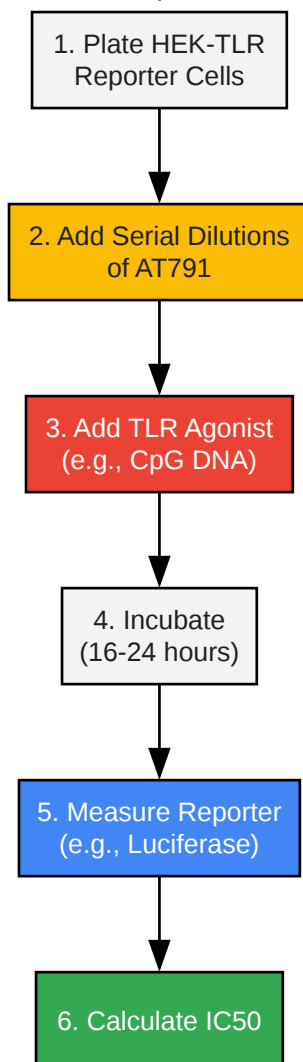 1. Plate HEK-TLR
Reporter Cells
2. Add Serial Dilutions
of AT791
3. Add TLR Agonist
(e.g., CpG DNA)
4. Incubate
(16-24 hours)
5. Measure Reporter
(e.g., Luciferase)
6. Calculate IC50